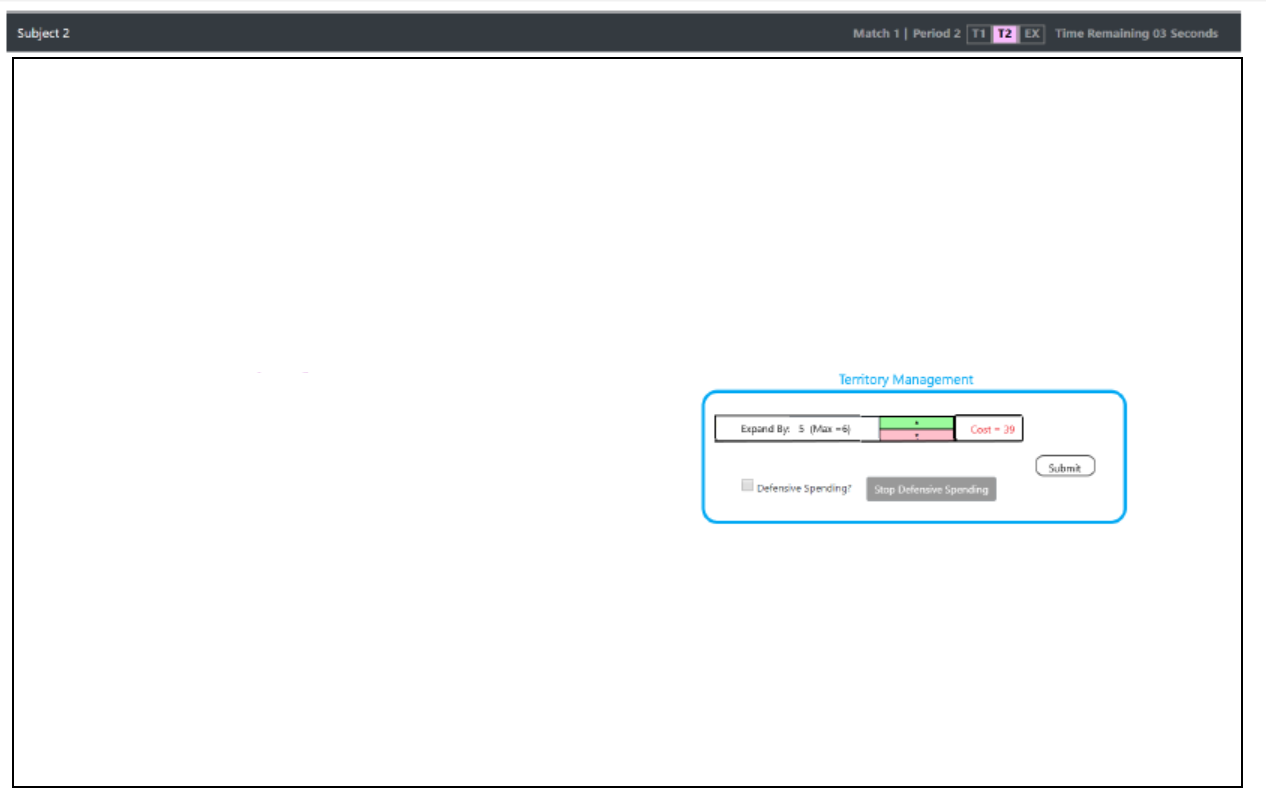 Subject 2
Match 1 | Period 2 T1 T2 EX Time Remaining 03 Seconds
Territory Management
Expand By: 5 (Max =6) Cost = 39
Submit
Defensive Spending? Stop Defensive Spending